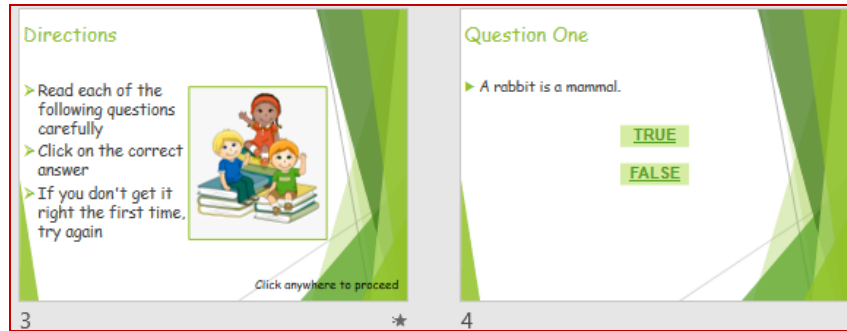 Directions
Read each of the
following questions
carefully
Click on the correct
answer
If you don't get it
right the first time,
try again
Click anywhere to proceed
3
Question One
A rabbit is a mammal.
TRUE
FALSE
4